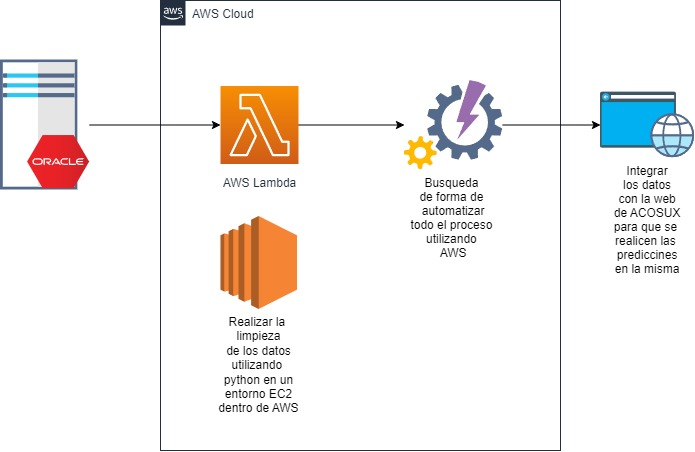 aws
AWS Cloud
ORACLE
AWS Lambda
Busqueda
de forma de
automatizar
todo el proceso
utilizando
AWS
Integrar
los datos
con la web
de ACOSUX
para que se
realicen las
prediccines
en la misma
Realizar la
limpieza
de los datos
utilizando
python en un
entorno EC2
dentro de AWS